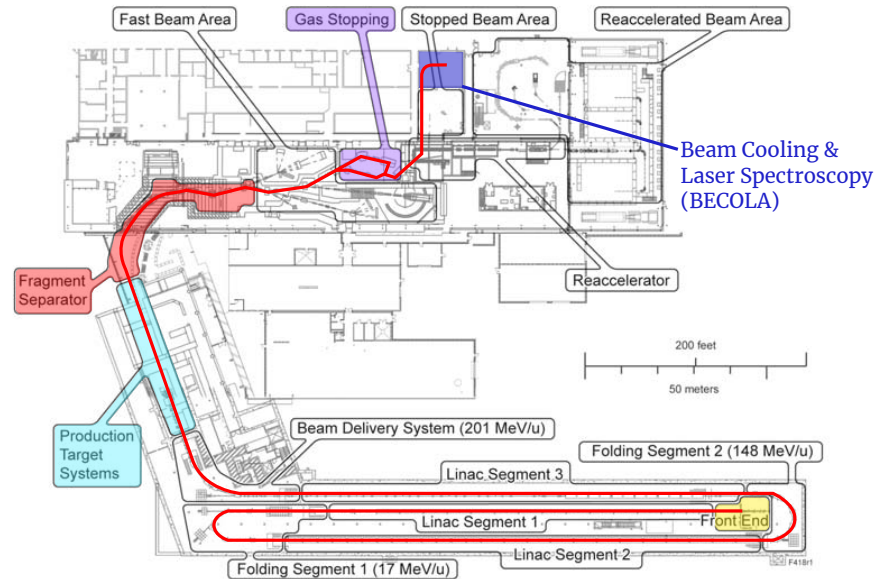 Fast Beam Area
Gas Stopping
Stopped Beam Area
Reaccelerated Beam Area
Beam Cooling &
Laser Spectroscopy
(BECOLA)
Fragment
Separator
Reaccelerator
200 feet
50 meters
Production
Target
Systems
Beam Delivery System (201 MeV/u)
Folding Segment 2 (148 MeV/u)
Linac Segment 3
Linac Segment 1
Front End
Linac Segment 2
Folding Segment 1 (17 MeV/u)
F418r1